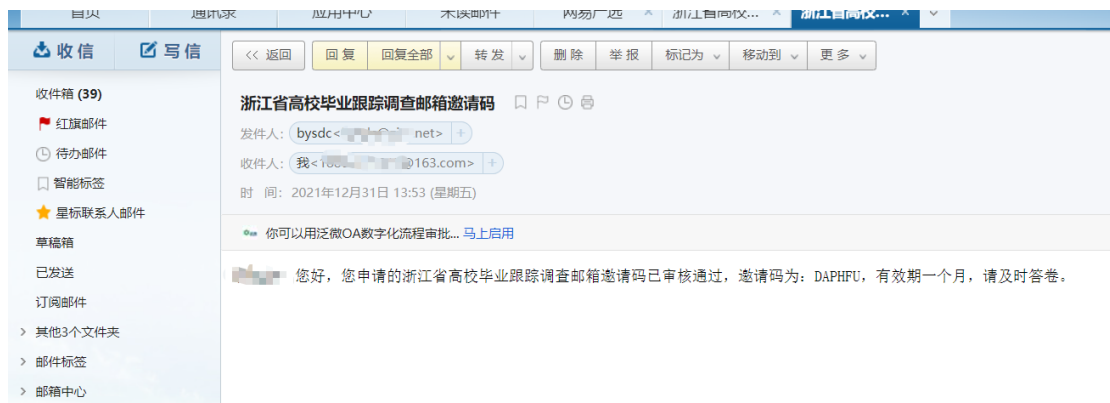 首页 通讯录 应用中心 未读邮件 网易严选 × 浙江省高校... × 浙江省高校... ×
收信 写信
<< 返回 回复 回复全部 转发 删除 举报 标记为 移动到 更多
收件箱 (39)
红旗邮件
待办邮件
智能标签
星标联系人邮件
草稿箱
已发送
订阅邮件
其他3个文件夹
邮件标签
邮箱中心
浙江省高校毕业跟踪调查邮箱邀请码
发件人: bysdc< net> +
收件人: 我< @163.com> +
时 间: 2021年12月31日 13:53 (星期五)
你可以用泛微OA数字化流程审批... 马上启用
您好，您申请的浙江省高校毕业跟踪调查邮箱邀请码已审核通过，邀请码为：DAPHFU，有效期一个月，请及时答卷。